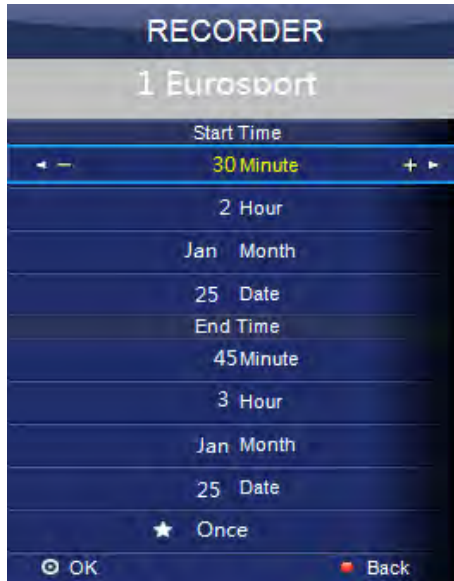 RECORDER
1 Eurosport
Start Time
− 30 Minute +
2 Hour
Jan Month
25 Date
End Time
45 Minute
3 Hour
Jan Month
25 Date
Once
OK Back